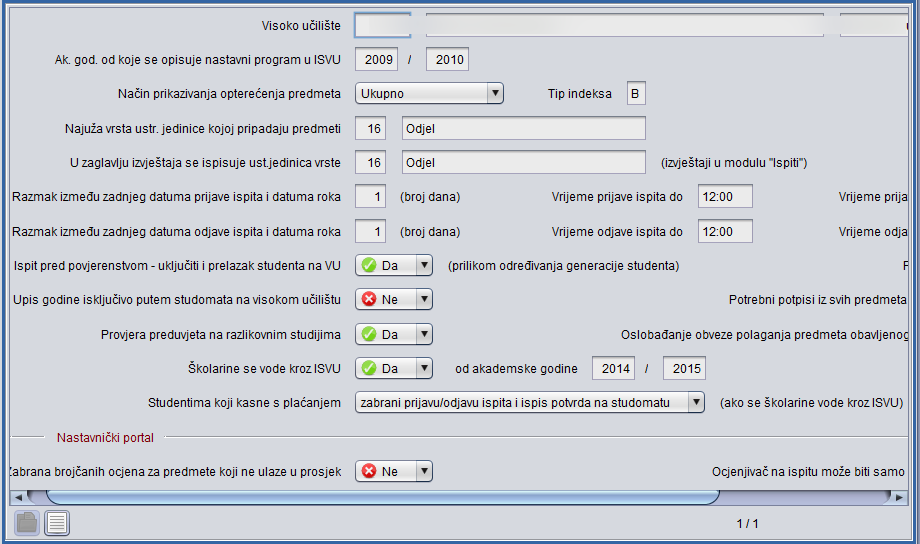 Visoko učilište
Ak. god. od koje se opisuje nastavni program u ISVU 2009 / 2010
Način prikazivanja opterećenja predmeta Ukupno Tip indeksa B
Najuža vrsta ustr. jedinice kojoj pripadaju predmeti 16 Odjel
U zaglavlju izvještaja se ispisuje ust.jedinica vrste 16 Odjel (izvještaji u modulu "Ispiti")
Razmak između zadnjeg datuma prijave ispita i datuma roka 1 (broj dana) Vrijeme prijave ispita do 12:00 Vrijeme prija
Razmak između zadnjeg datuma odjave ispita i datuma roka 1 (broj dana) Vrijeme odjave ispita do 12:00 Vrijeme odja
Ispit pred povjerenstvom - uključiti i prelazak studenta na VU Da (prilikom određivanja generacije studenta)
Upis godine isključivo putem studomata na visokom učilištu Ne Potrebni potpisi iz svih predmeta
Provjera preduvjeta na razlikovnim studijima Da Oslobađanje obveze polaganja predmeta obavljenog
Školarine se vode kroz ISVU Da od akademske godine 2014 / 2015
Studentima koji kasne s plaćanjem zabrani prijavu/odjavu ispita i ispis potvrda na studomatu (ako se školarine vode kroz ISVU)
Nastavnički portal
Zabrana brojčanih ocjena za predmete koji ne ulaze u prosjek Ne Ocjenjivač na ispitu može biti samo
1 / 1